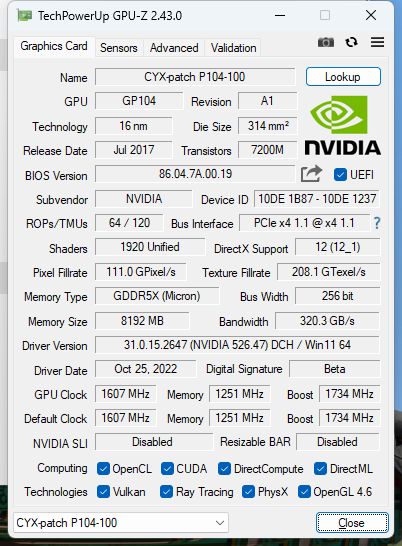 TechPowerUp GPU-Z 2.43.0
Graphics Card Sensors Advanced Validation
Name CYX-patch P104-100 Lookup
GPU GP104 Revision A1
Technology 16 nm Die Size 314 mm²
Release Date Jul 2017 Transistors 7200M
NVIDIA
BIOS Version 86.04.7A.00.19 UEFI
Subvendor NVIDIA Device ID 10DE 1B87 - 10DE 1237
ROPs/TMUs 64 / 120 Bus Interface PCIe x4 1.1 @ x4 1.1 ?
Shaders 1920 Unified DirectX Support 12 (12_1)
Pixel Fillrate 111.0 GPixel/s Texture Fillrate 208.1 GTexel/s
Memory Type GDDR5X (Micron) Bus Width 256 bit
Memory Size 8192 MB Bandwidth 320.3 GB/s
Driver Version 31.0.15.2647 (NVIDIA 526.47) DCH / Win11 64
Driver Date Oct 25, 2022 Digital Signature Beta
GPU Clock 1607 MHz Memory 1251 MHz Boost 1734 MHz
Default Clock 1607 MHz Memory 1251 MHz Boost 1734 MHz
NVIDIA SLI Disabled Resizable BAR Disabled
Computing OpenCL CUDA DirectCompute DirectML
Technologies Vulkan Ray Tracing PhysX OpenGL 4.6
CYX-patch P104-100 Close